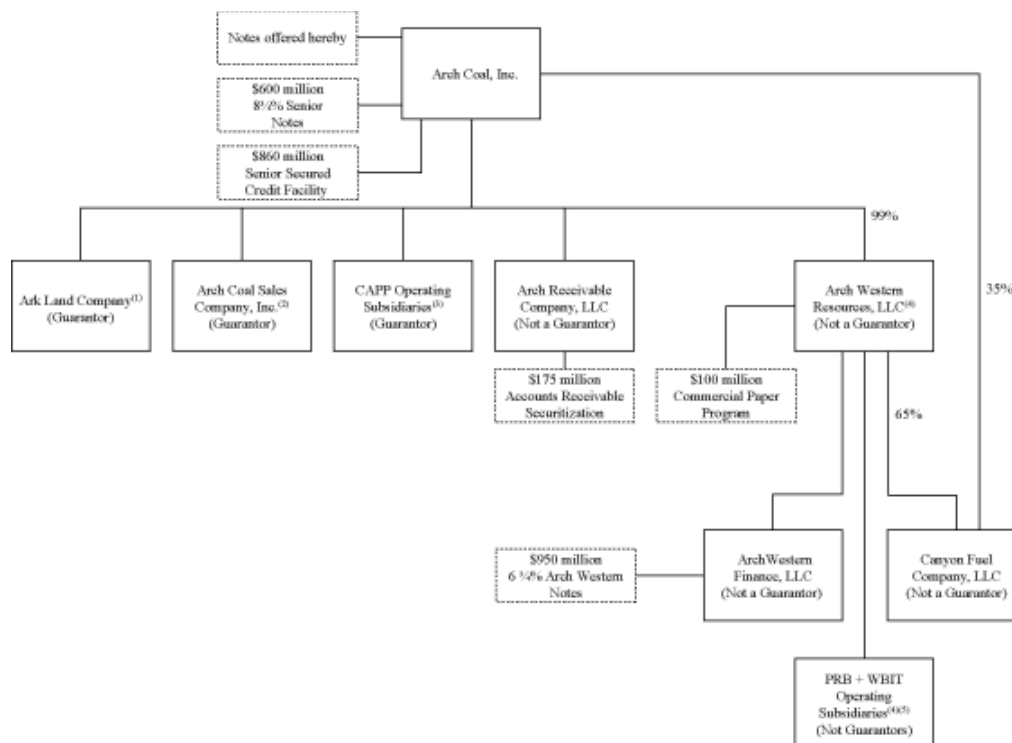 Notes offered hereby
Arch Coal, Inc.
$600 million
Senior
Notes
$860 million
Senior Secured
Credit Facility
99%
35%
Ark Land Company(1)
(Guarantor)
Arch Coal Sales
Company, Inc.(2)
(Guarantor)
CAPP Operating
Subsidiaries(3)
(Guarantor)
Arch Receivable
Company, LLC
(Not a Guarantor)
Arch Western
Resources, LLC(4)
(Not a Guarantor)
$175 million
Accounts Receivable
Securitization
$100 million
Commercial Paper
Program
65%
$950 million
6 ¾% Arch Western
Notes
ArchWestern
Finance, LLC
(Not a Guarantor)
Canyon Fuel
Company, LLC
(Not a Guarantor)
PRB + WBIT
Operating
Subsidiaries(4)(5)
(Not Guarantors)